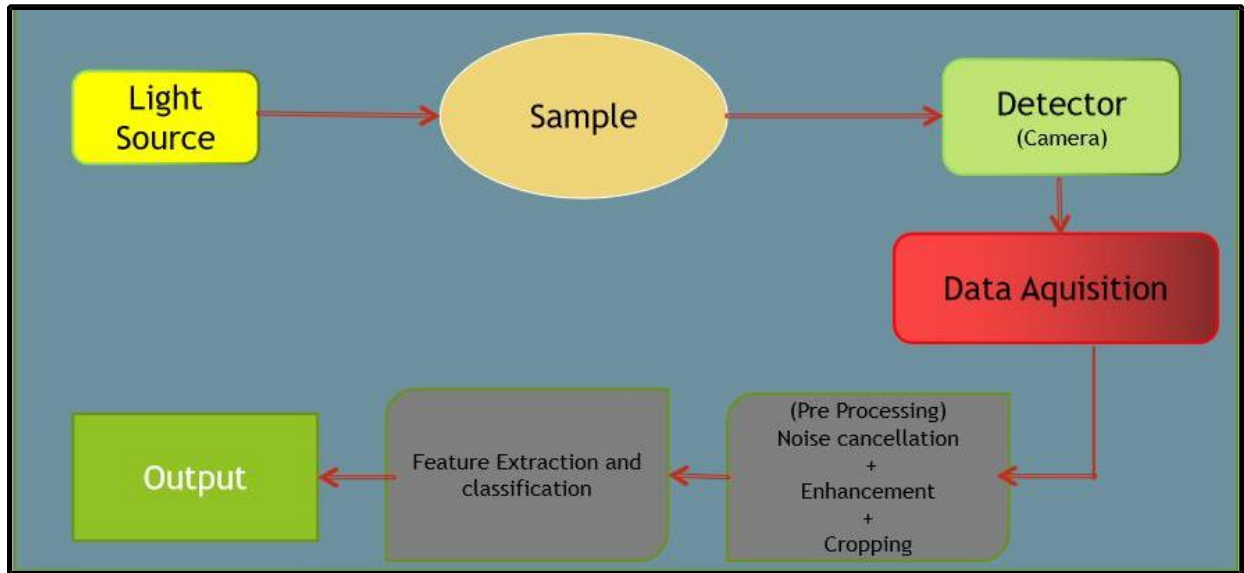 Light
Source
Sample
Detector
(Camera)
Data Aquisition
(Pre Processing)
Noise cancellation
+
Enhancement
+
Cropping
Feature Extraction and
classification
Output